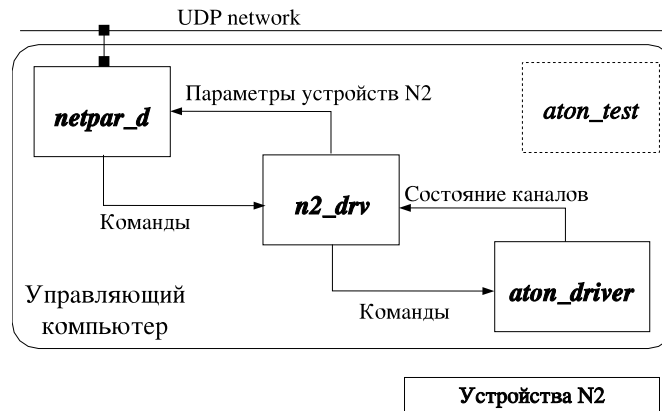 UDP network
netpar_d
Параметры устройств N2
aton_test
Команды
n2_drv
Состояние каналов
Управляющий
компьютер
Команды
aton_driver
Устройства N2